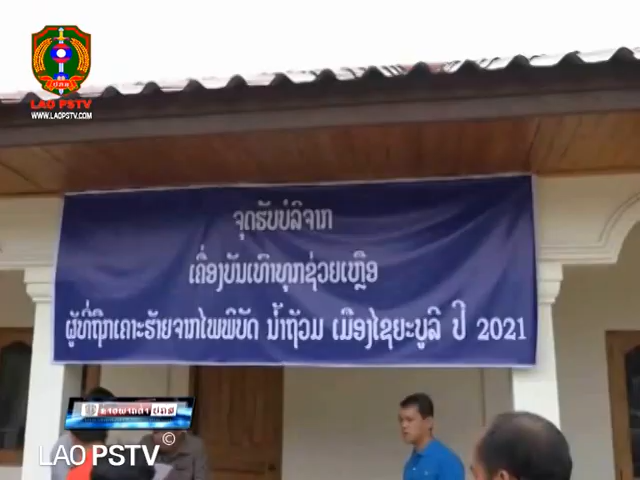 LAO PSTV
WWW.LAOPSTV.COM
ຈຸດຮັບບໍລິຈາກ
ເຄື່ອງບັນເທົາທຸກຊ່ວຍເຫຼືອ
ຜູ້ທີ່ຖືກເຄາະຮ້າຍຈາກໄພພິບັດ ນ້ຳຖ້ວມ ເມືອງໄຊຍະບູລີ ປີ 2021
LAO PSTV©